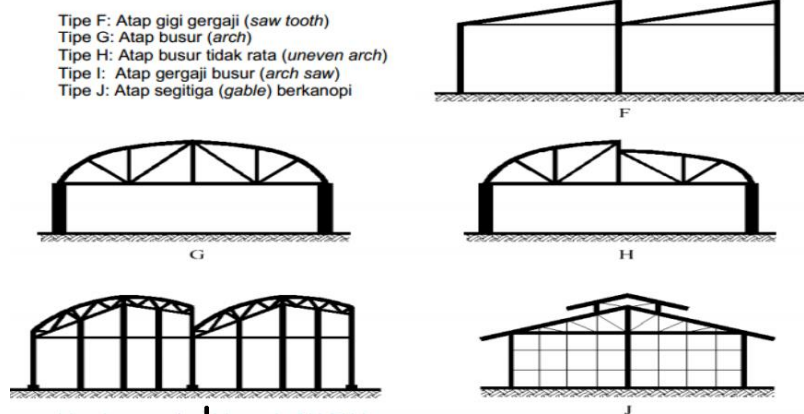 Tipe F: Atap gigi gergaji (saw tooth)
Tipe G: Atap busur (arch)
Tipe H: Atap busur tidak rata (uneven arch)
Tipe I: Atap gergaji busur (arch saw)
Tipe J: Atap segitiga (gable) berkanopi
F
G
H
I
J